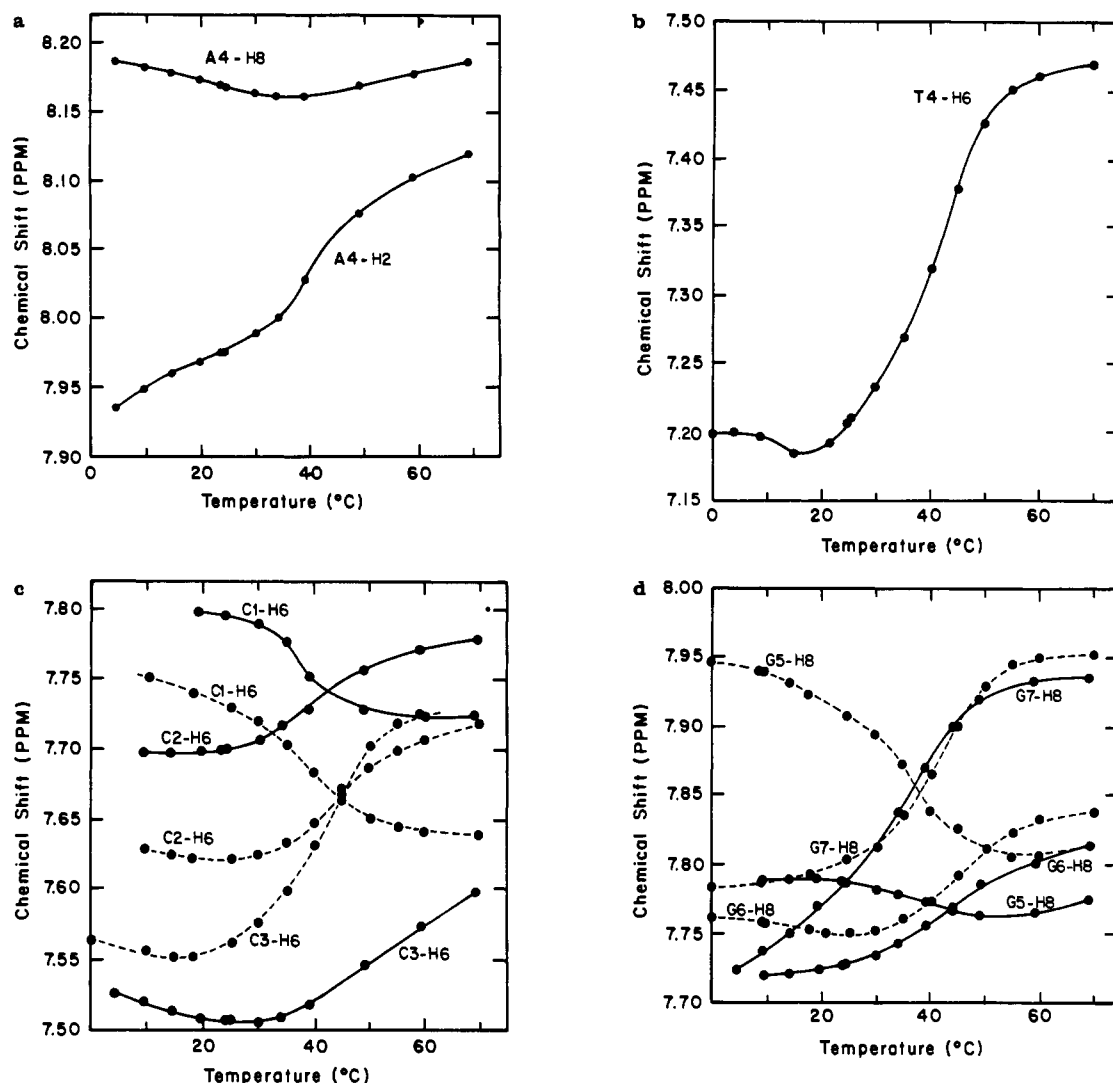 a
8.20
8.15
8.10
8.05
8.00
7.95
7.90
Chemical Shift (PPM)
A4-H8
A4-H2
0
20
40
60
Temperature (°C)
b
7.50
7.45
7.40
7.35
7.30
7.25
7.20
7.15
Chemical Shift (PPM)
T4-H6
0
20
40
60
Temperature (°C)
c
7.80
7.75
7.70
7.65
7.60
7.55
7.50
Chemical Shift (PPM)
C1-H6
C1-H6
C2-H6
C2-H6
C3-H6
C3-H6
20
40
60
Temperature (°C)
d
8.00
7.95
7.90
7.85
7.80
7.75
7.70
Chemical Shift (PPM)
G5-H8
G7-H8
G7-H8
G6-H8
G6-H8
G5-H8
0
20
40
60
Temperature (°C)